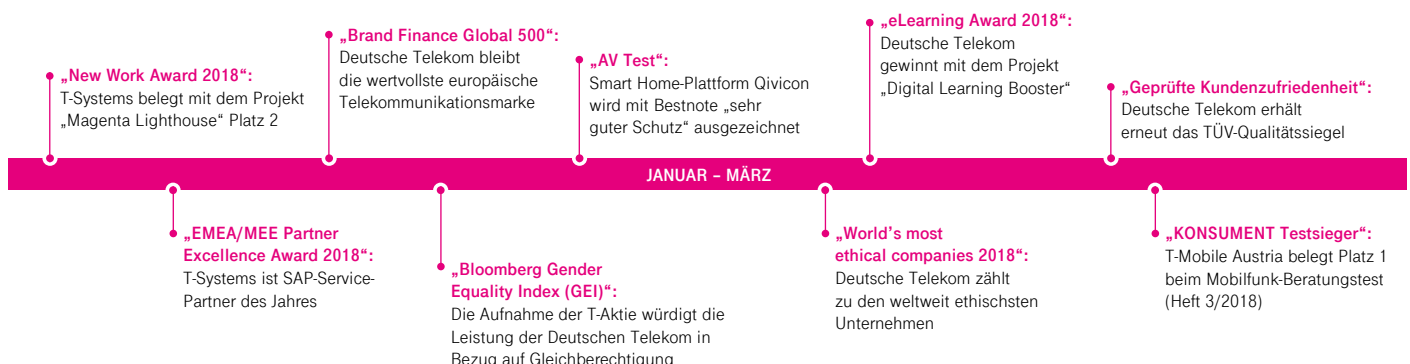 „New Work Award 2018“:
T-Systems belegt mit dem Projekt
„Magenta Lighthouse“ Platz 2
„Brand Finance Global 500“:
Deutsche Telekom bleibt
die wertvollste europäische
Telekommunikationsmarke
„AV Test“:
Smart Home-Plattform Qivicon
wird mit Bestnote „sehr
guter Schutz“ ausgezeichnet
„eLearning Award 2018“:
Deutsche Telekom
gewinnt mit dem Projekt
„Digital Learning Booster“
„Geprüfte Kundenzufriedenheit“:
Deutsche Telekom erhält
erneut das TÜV-Qualitätssiegel
JANUAR – MÄRZ
„EMEA/MEE Partner
Excellence Award 2018“:
T-Systems ist SAP-Service-
Partner des Jahres
„Bloomberg Gender
Equality Index (GEI)“:
Die Aufnahme der T-Aktie würdigt die
Leistung der Deutschen Telekom in
Bezug auf Gleichberechtigung
„World's most
ethical companies 2018“:
Deutsche Telekom zählt
zu den weltweit ethischsten
Unternehmen
„KONSUMENT Testsieger“:
T-Mobile Austria belegt Platz 1
beim Mobilfunk-Beratungstest
(Heft 3/2018)